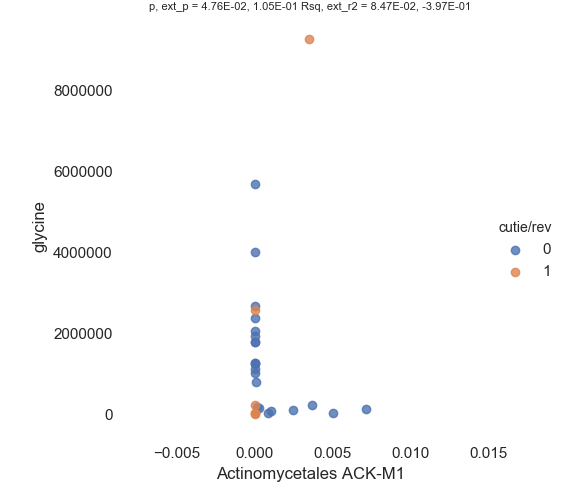 p, ext_p = 4.76E-02, 1.05E-01 Rsq, ext_r2 = 8.47E-02, -3.97E-01
8000000
6000000
4000000
2000000
0
glycine
−0.005 0.000 0.005 0.010 0.015
Actinomycetales ACK-M1
cutie/rev
0
1